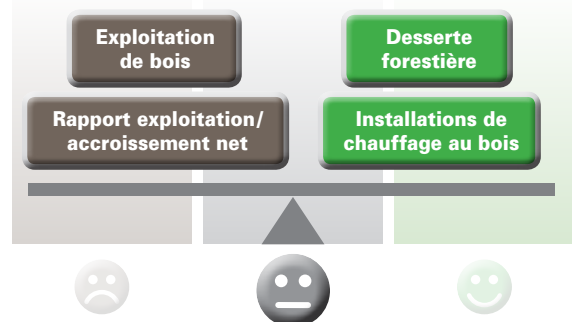 Exploitation
de bois
Desserte
forestière
Rapport exploitation/
accroissement net
Installations de
chauffage au bois